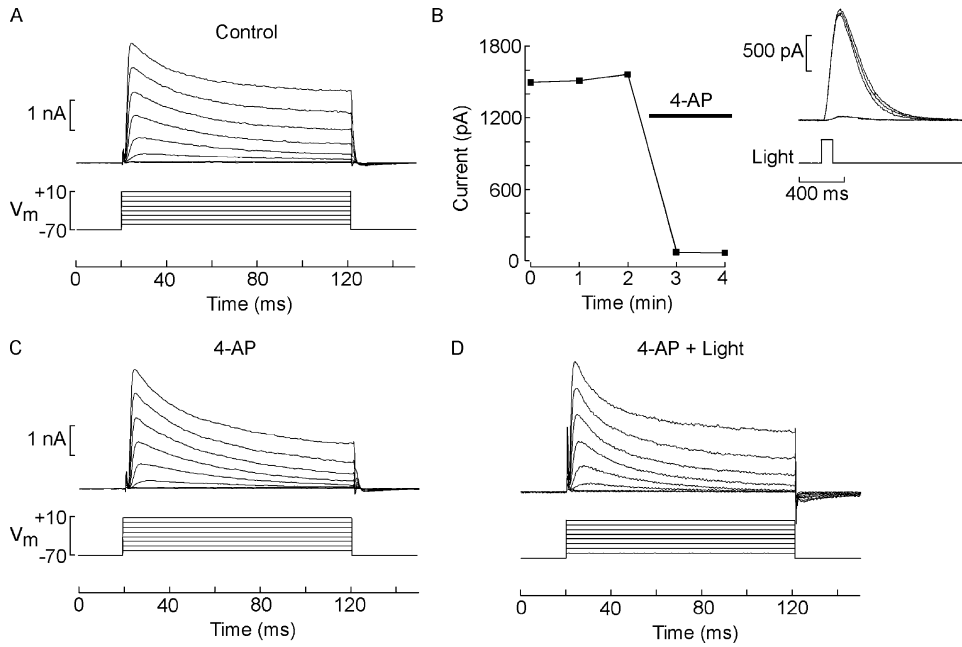 A
Control
1 nA
Vm
+10
-70
0 40 80 120
Time (ms)
B
1800
1200
600
0
Current (pA)
4-AP
0 1 2 3 4
Time (min)
500 pA
Light
400 ms
C
4-AP
1 nA
Vm
+10
-70
0 40 80 120
Time (ms)
D
4-AP + Light
0 40 80 120
Time (ms)